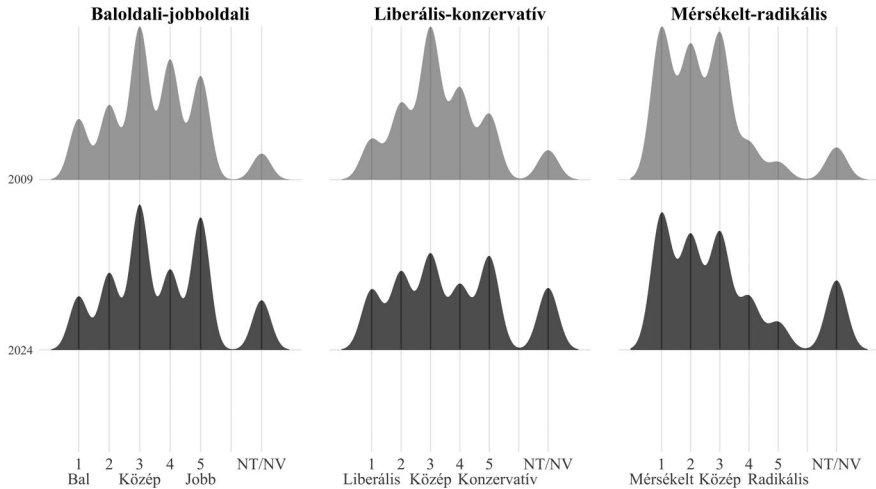 Baloldali-jobboldali Liberális-konzervatív Mérsékelt-radikális
2009
2024
1 2 3 4 5 NT/NV 1 2 3 4 5 NT/NV 1 2 3 4 5 NT/NV
Bal Közép Jobb Liberális Közép Konzervatív Mérsékelt Közép Radikális